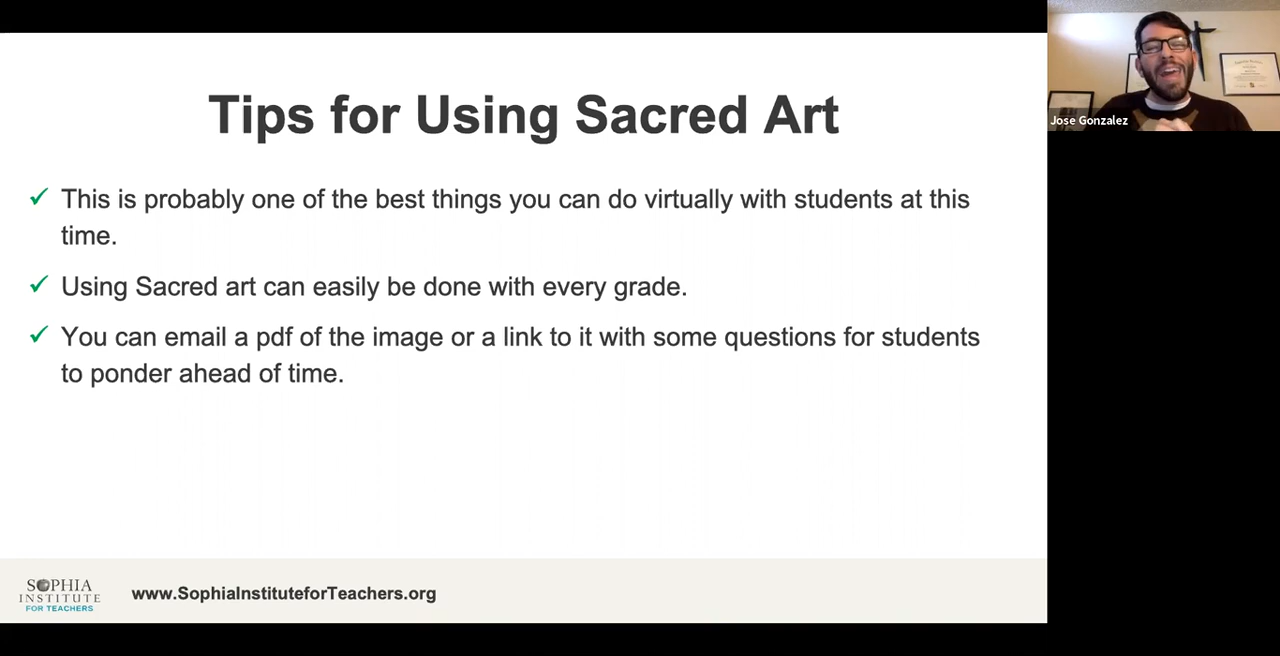 Tips for Using Sacred Art
✓ This is probably one of the best things you can do virtually with students at this
time.
✓ Using Sacred art can easily be done with every grade.
✓ You can email a pdf of the image or a link to it with some questions for students
to ponder ahead of time.
SOPHIA
INSTITUTE
FOR TEACHERS
www.SophiaInstituteforTeachers.org
Jose Gonzalez